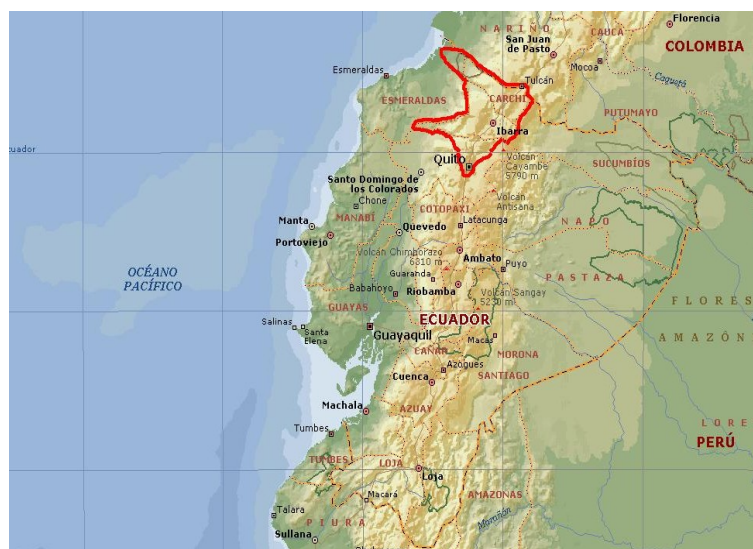 Florencia
NARIÑO
CAUCA
San Juan
de Pasto
COLOMBIA
Mocoa
Caquetá
Esmeraldas
Tulcán
ESMERALDAS
CARCHI
PUTUMAYO
Ibarra
cuador
Quito
Volcán
Cayambe
5790 m
SUCUMBÍOS
Santo Domingo de
los Colorados
Chone
Volcán
Antisana
COTOPAXI
MANABÍ
Manta
Quevedo
Latacunga
NAPO
Portoviejo
Volcán Chimborazo
6310 m
Ambato
Puyo
OCÉANO
PACÍFICO
Guaranda
PASTAZA
Babahoyo
Riobamba
Volcán Sangay
5230 m
FLORES
GUAYAS
ECUADOR
Salinas
Santa
Elena
Guayaquil
Macas
AMAZÓN
CAÑAR
MORONA
Azogues
SANTIAGO
Cuenca
Machala
AZUAY
LORE
Tumbes
PERÚ
TUMBES
LOJA
Loja
Macará
AMAZONAS
Talara
Marañón
PIURA
Sullana